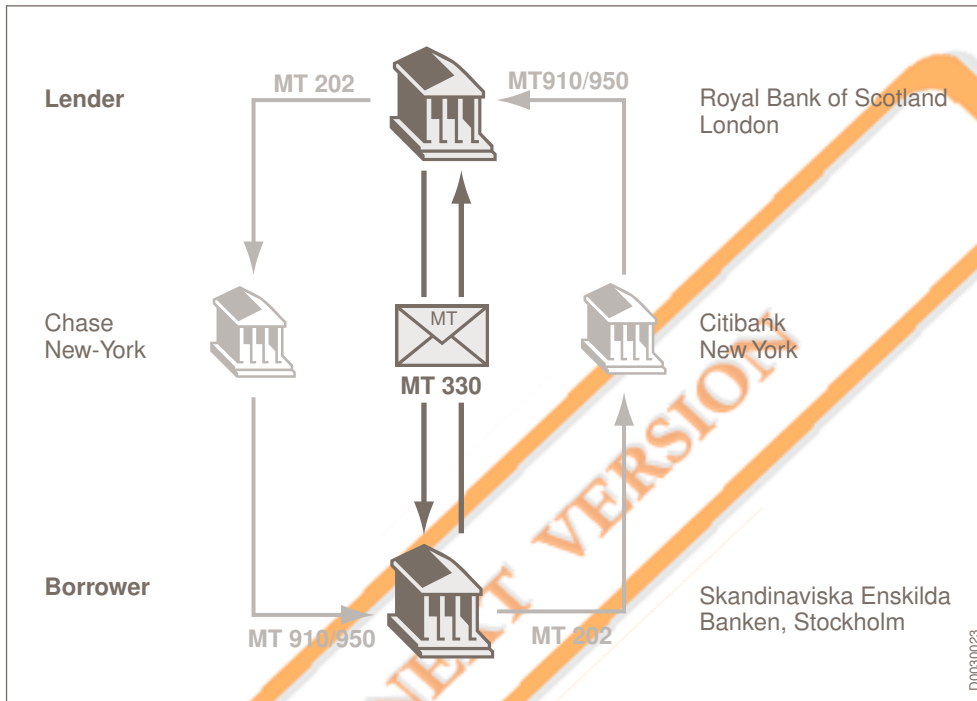 MT 202
MT910/950
Lender
Royal Bank of Scotland
London
Chase
New-York
MT
Citibank
New York
MT 330
Borrower
Skandinaviska Enskilda
Banken, Stockholm
MT 910/950
MT 202
NEXT VERSION
D0030023